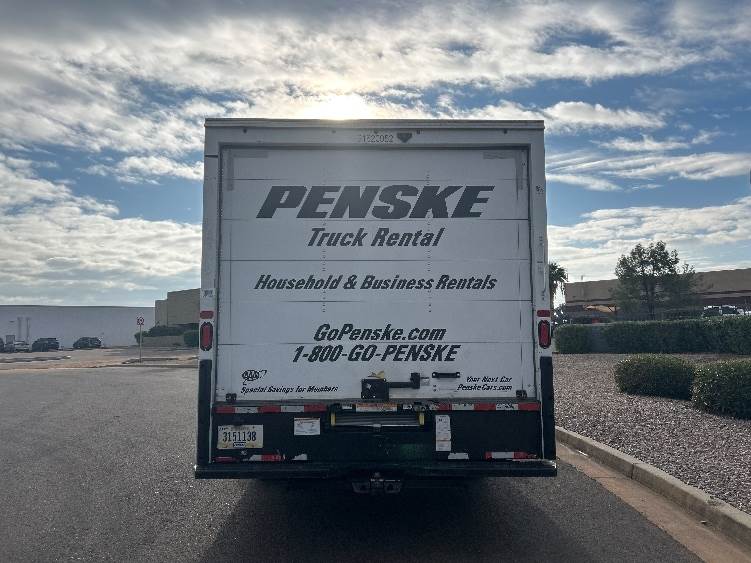 PENSKE
Truck Rental
Household & Business Rentals
GoPenske.com
1-800-GO-PENSKE
AAA
Special Savings for Members
Your Next Car
PenskeCars.com
3151138